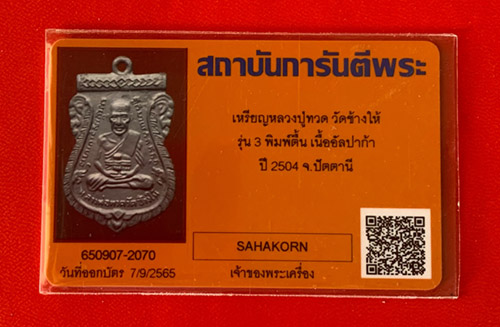 สถาบันการันตีพระ
เหรียญหลวงปู่ทวด วัดช้างให้
รุ่น 3 พิมพ์ตื้น เนื้ออัลปาก้า
ปี 2504 จ.ปัตตานี
650907-2070
วันที่ออกบัตร 7/9/2565
SAHAKORN
เจ้าของพระเครื่อง